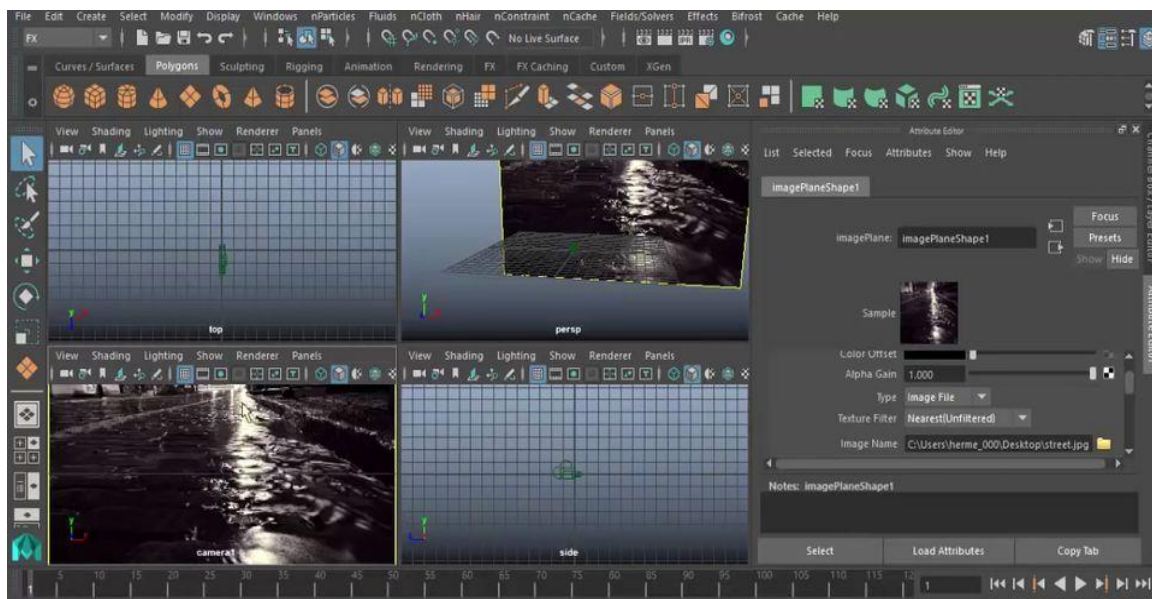 File Edit Create Select Modify Display Windows nParticles Fluids nCloth nHair nConstraint nCache Fields/Solvers Effects Bifrost Cache Help
FX No Live Surface
Curves / Surfaces Polygons Sculpting Rigging Animation Rendering FX FX Caching Custom XGen
View Shading Lighting Show Renderer Panels
top
View Shading Lighting Show Renderer Panels
persp
View Shading Lighting Show Renderer Panels
camera1
View Shading Lighting Show Renderer Panels
side
Attribute Editor
List Selected Focus Attributes Show Help
imagePlaneShape1
imagePlane: imagePlaneShape1
Focus
Presets
Show Hide
Sample
Color Offset
Alpha Gain 1.000
Type Image File
Texture Filter Nearest(Unfiltered)
Image Name C:\Users\herme_000\Desktop\street.jpg
Notes: imagePlaneShape1
Select Load Attributes Copy Tab
Attribute Editor
1 5 10 15 20 25 30 35 40 45 50 55 60 65 70 75 80 85 90 95 100 105 110 115 12 1